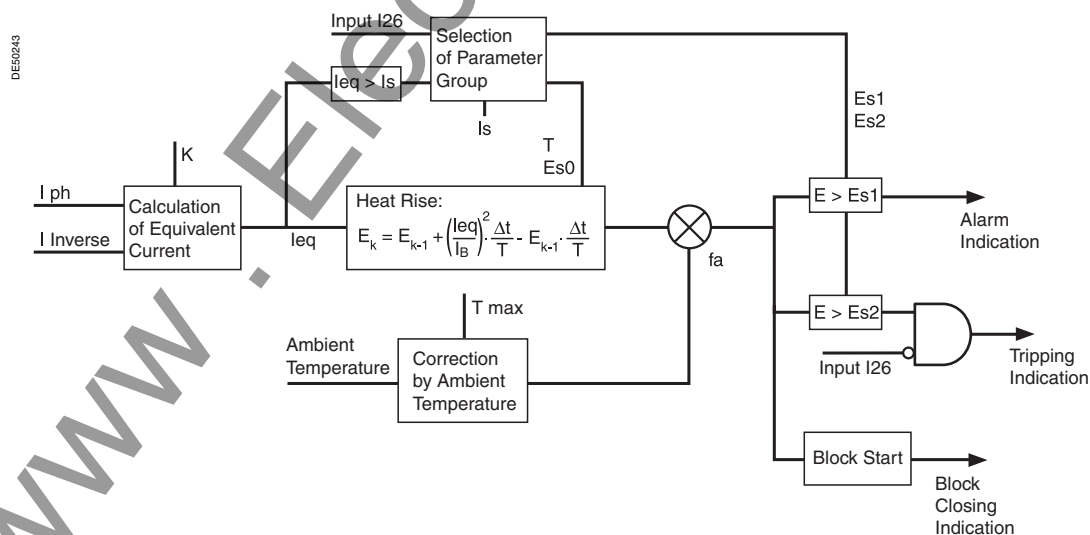 DE50243
Input I26
Selection
of Parameter
Group
Ieq > Is
Is
Es1
Es2
T
Es0
K
I ph
I Inverse
Calculation
of Equivalent
Current
Ieq
Heat Rise:
E_k = E_{k-1} + (Ieq/I_B)^2 · Δt/T - E_{k-1} · Δt/T
fa
E > Es1
Alarm
Indication
T max
Ambient
Temperature
Correction
by Ambient
Temperature
E > Es2
Input I26
Tripping
Indication
Block Start
Block
Closing
Indication
www . Elec